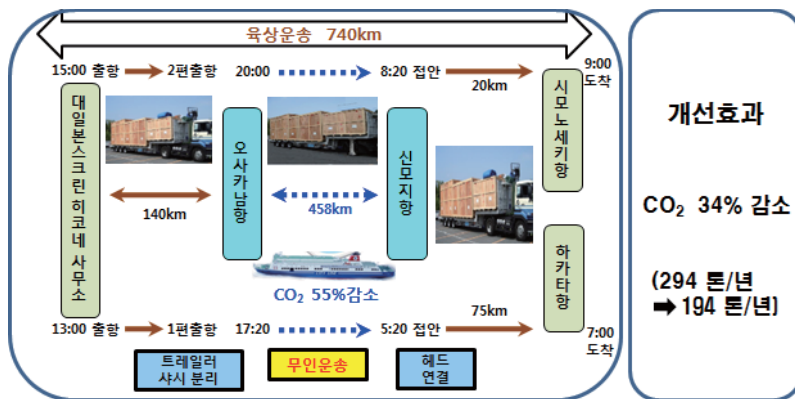 육상운송 740km
15:00 출항
2편출항
20:00
8:20 접안
20km
9:00
도착
대일본스크린 히코네 사무소
오사카남항
신모지항
시모노세키항
140km
458km
CO₂ 55%감소
하카타항
75km
13:00 출항
1편출항
17:20
5:20 접안
7:00
도착
트레일러
샤시 분리
무인운송
헤드
연결
개선효과
CO₂ 34% 감소
(294 톤/년
➡ 194 톤/년)